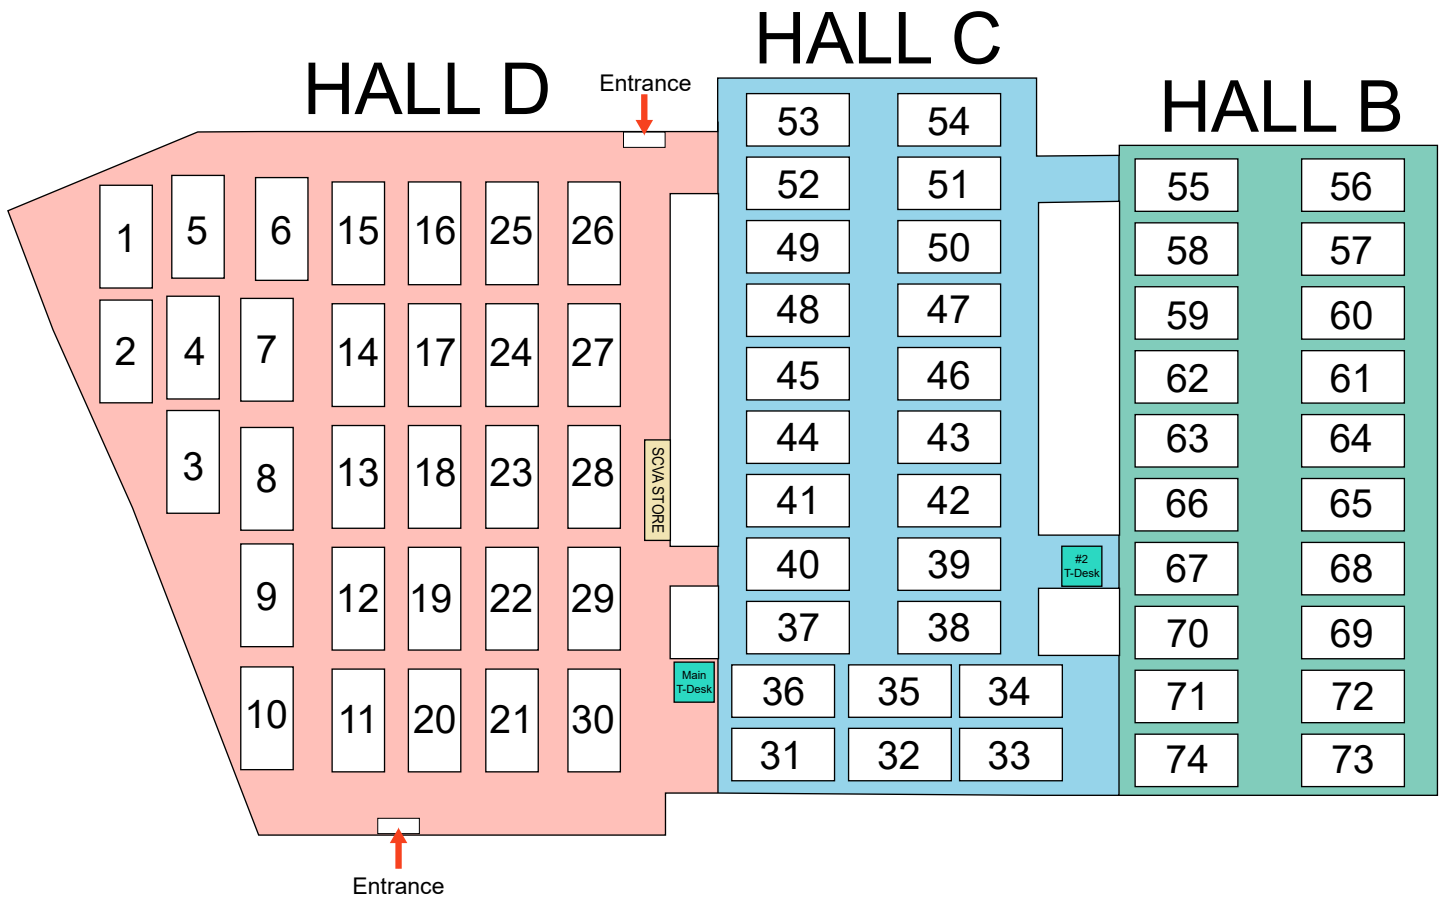 HALL D
HALL C
HALL B
Entrance
53 54
52 51
49 50
48 47
45 46
44 43
41 42
40 39
37 38
36 35 34
31 32 33
55 56
58 57
59 60
62 61
63 64
66 65
67 68
70 69
71 72
74 73
1 5 6 15 16 25 26
2 4 7 14 17 24 27
3 8 13 18 23 28
9 12 19 22 29
10 11 20 21 30
SCVA STORE
Main
T-Desk
#2
T-Desk
Entrance